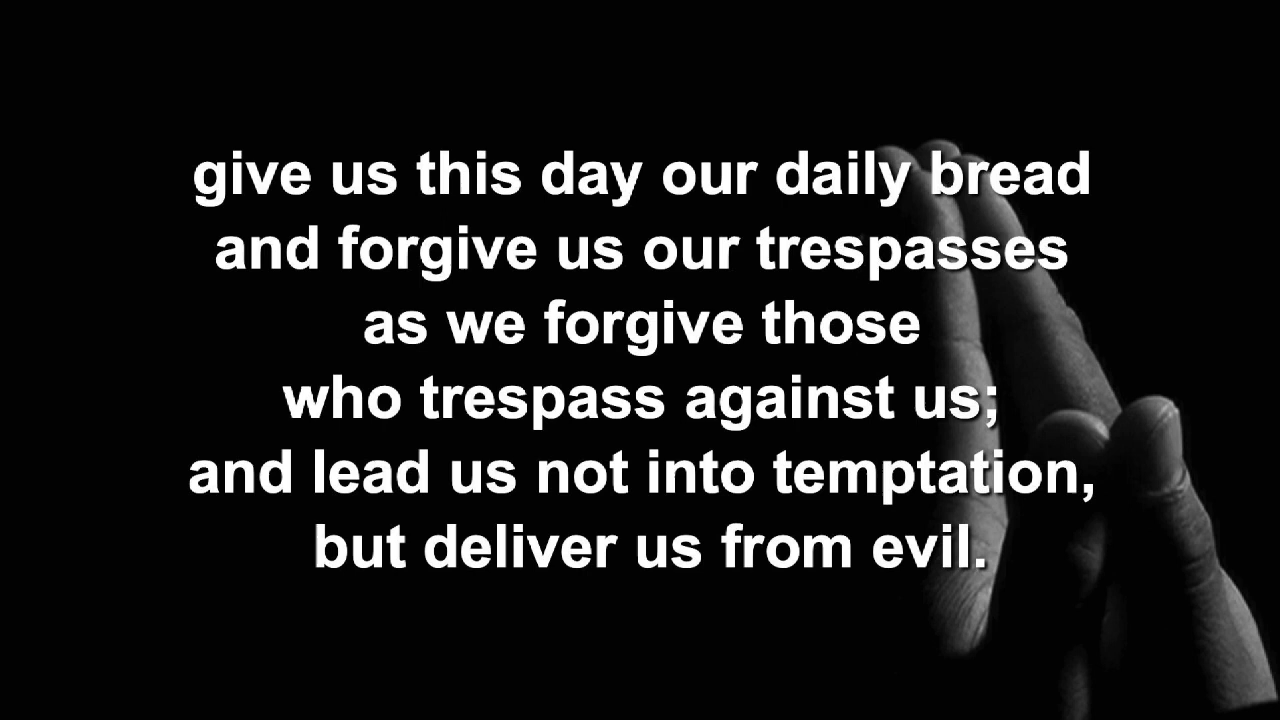 give us this day our daily bread
and forgive us our trespasses
as we forgive those
who trespass against us;
and lead us not into temptation,
but deliver us from evil.